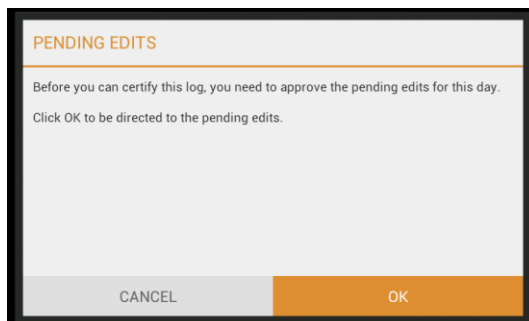 PENDING EDITS
Before you can certify this log, you need to approve the pending edits for this day.
Click OK to be directed to the pending edits.
CANCEL
OK